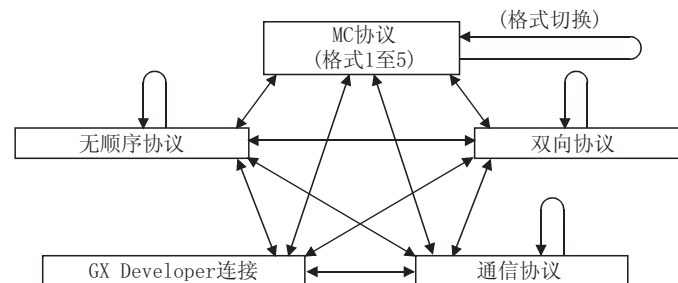 (格式切换)
MC协议
(格式1至5)
无顺序协议
双向协议
GX Developer连接
通信协议